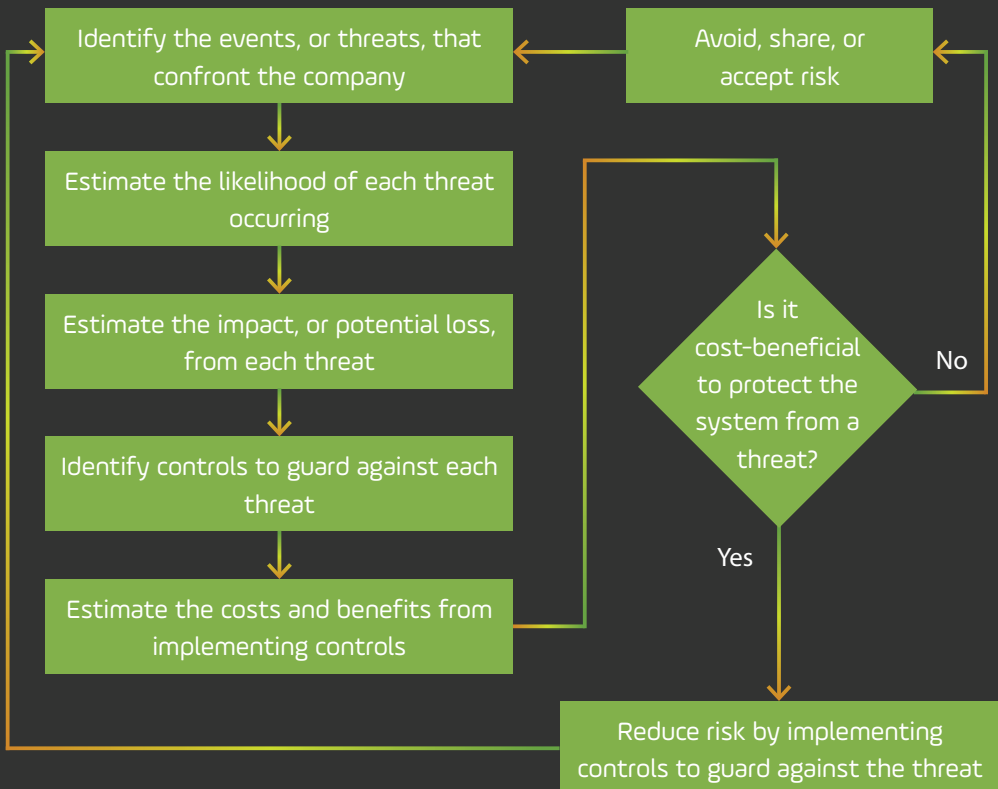 Identify the events, or threats, that
confront the company
Avoid, share, or
accept risk
Estimate the likelihood of each threat
occurring
Estimate the impact, or potential loss,
from each threat
Identify controls to guard against each
threat
Estimate the costs and benefits from
implementing controls
Is it
cost-beneficial
to protect the
system from a
threat?
No
Yes
Reduce risk by implementing
controls to guard against the threat